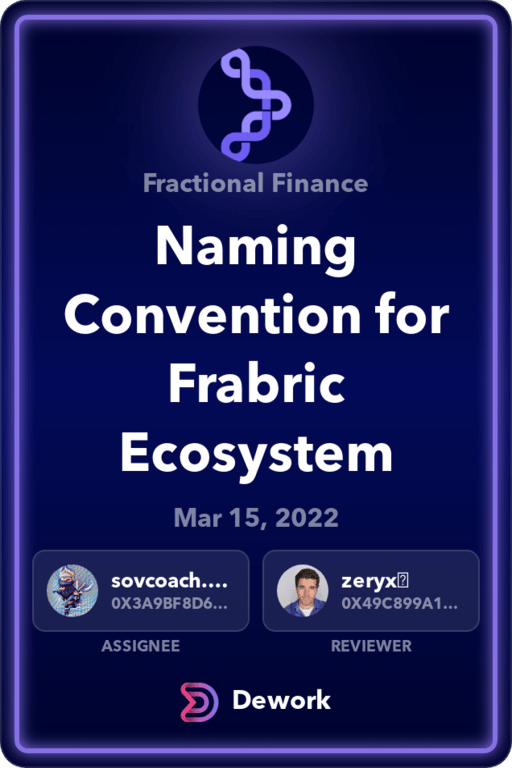 Fractional Finance
Naming
Convention for
Frabric
Ecosystem
Mar 15, 2022
sovcoach....
0X3A9BF8D6...
zeryx
0X49C899A1...
ASSIGNEE
REVIEWER
Dework